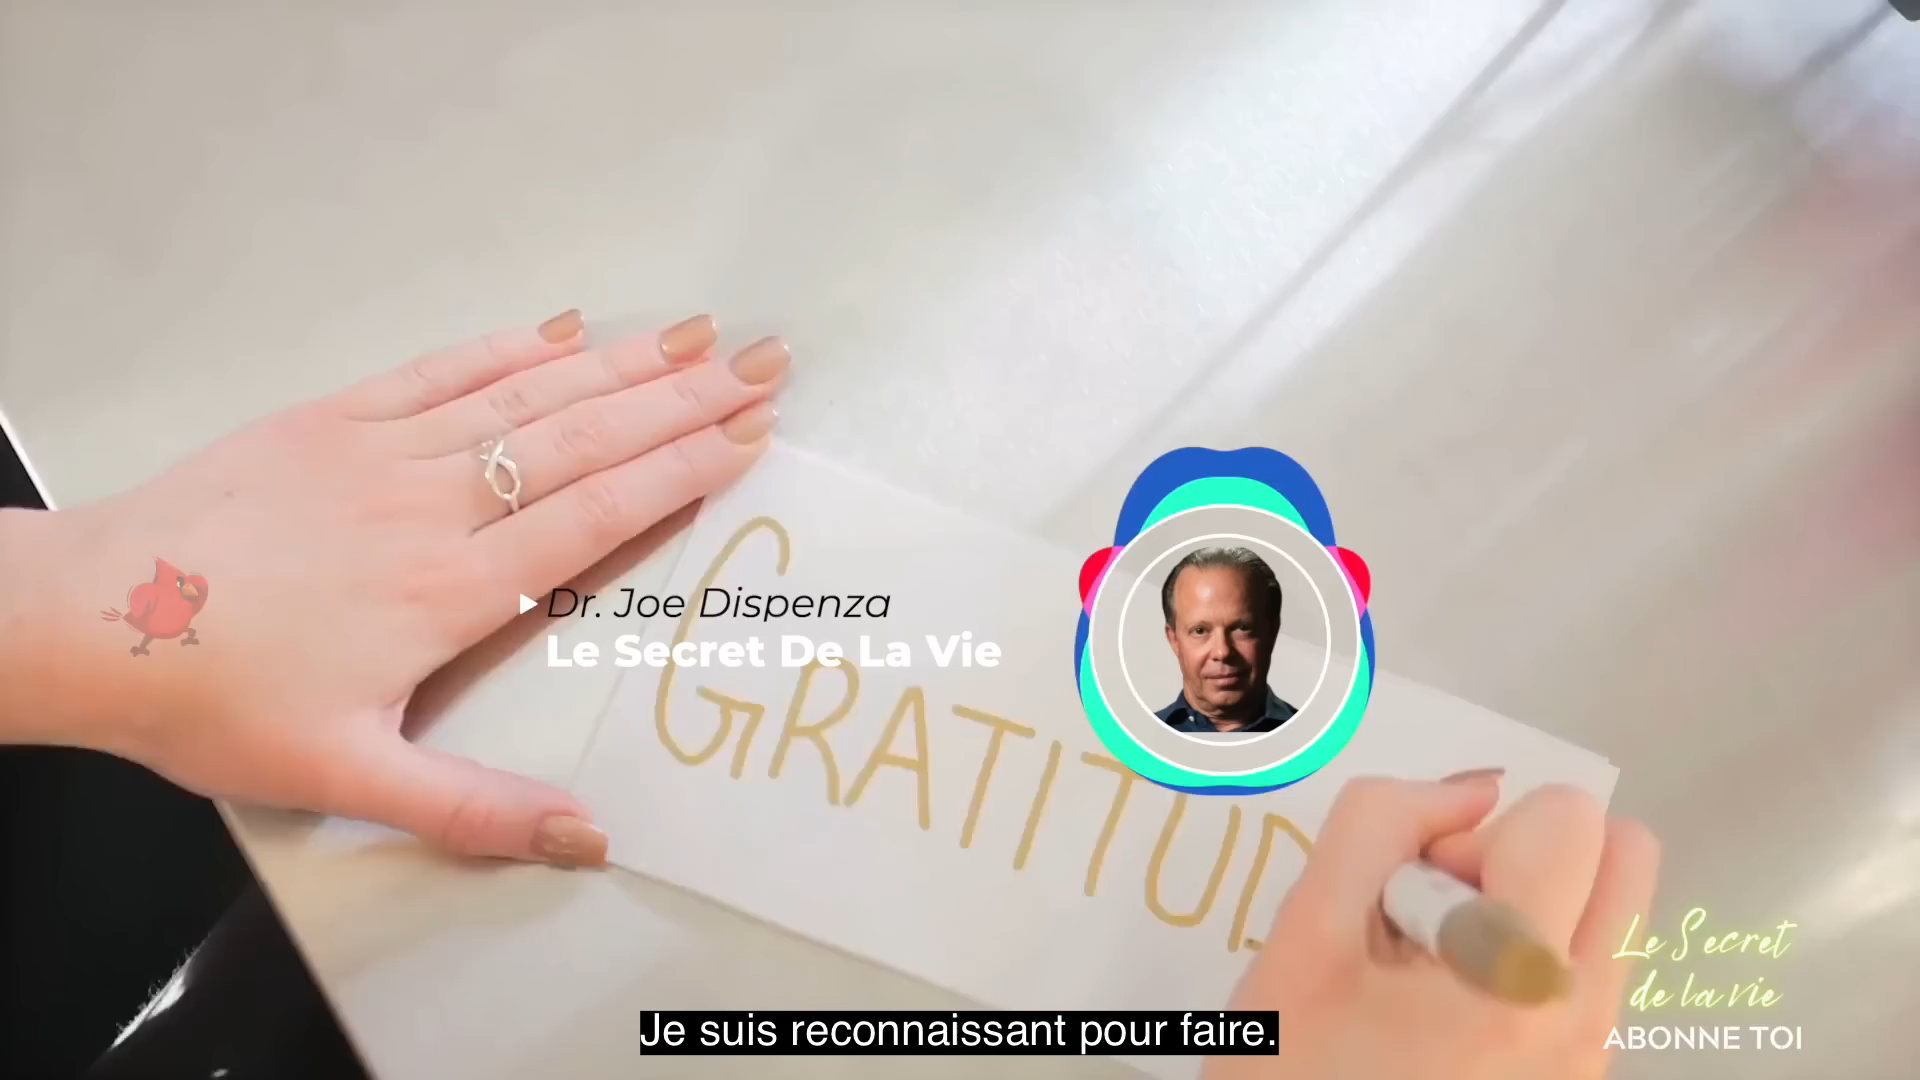 Dr. Joe Dispenza
Le Secret De La Vie
GRATITUD
Le Secret
de la vie
ABONNE TOI
Je suis reconnaissant pour faire.